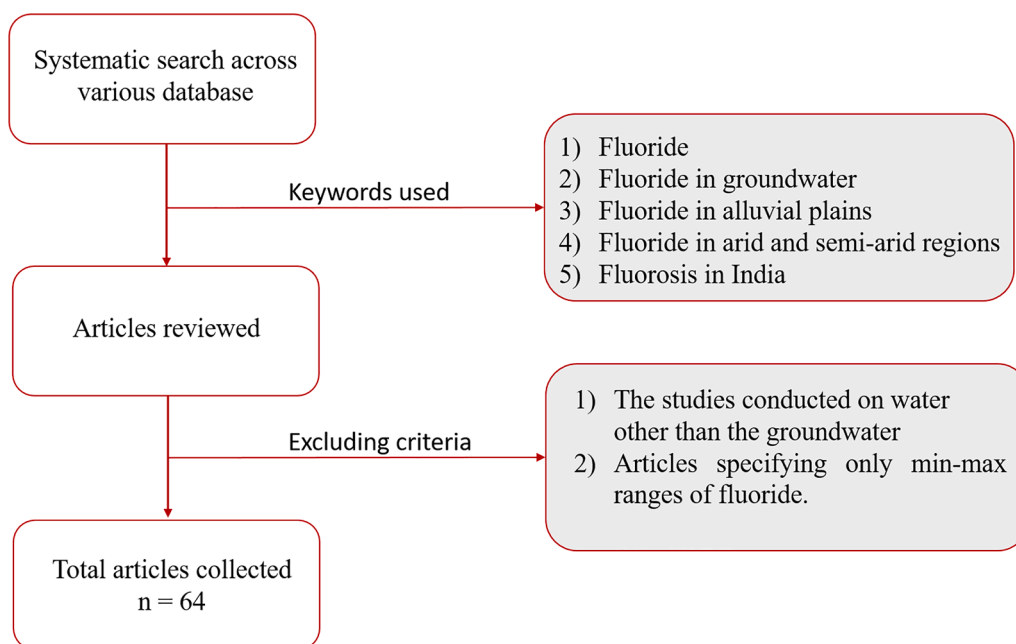 Systematic search across
various database
Keywords used
1) Fluoride
2) Fluoride in groundwater
3) Fluoride in alluvial plains
4) Fluoride in arid and semi-arid regions
5) Fluorosis in India
Articles reviewed
Excluding criteria
1) The studies conducted on water
other than the groundwater
2) Articles specifying only min-max
ranges of fluoride.
Total articles collected
n = 64